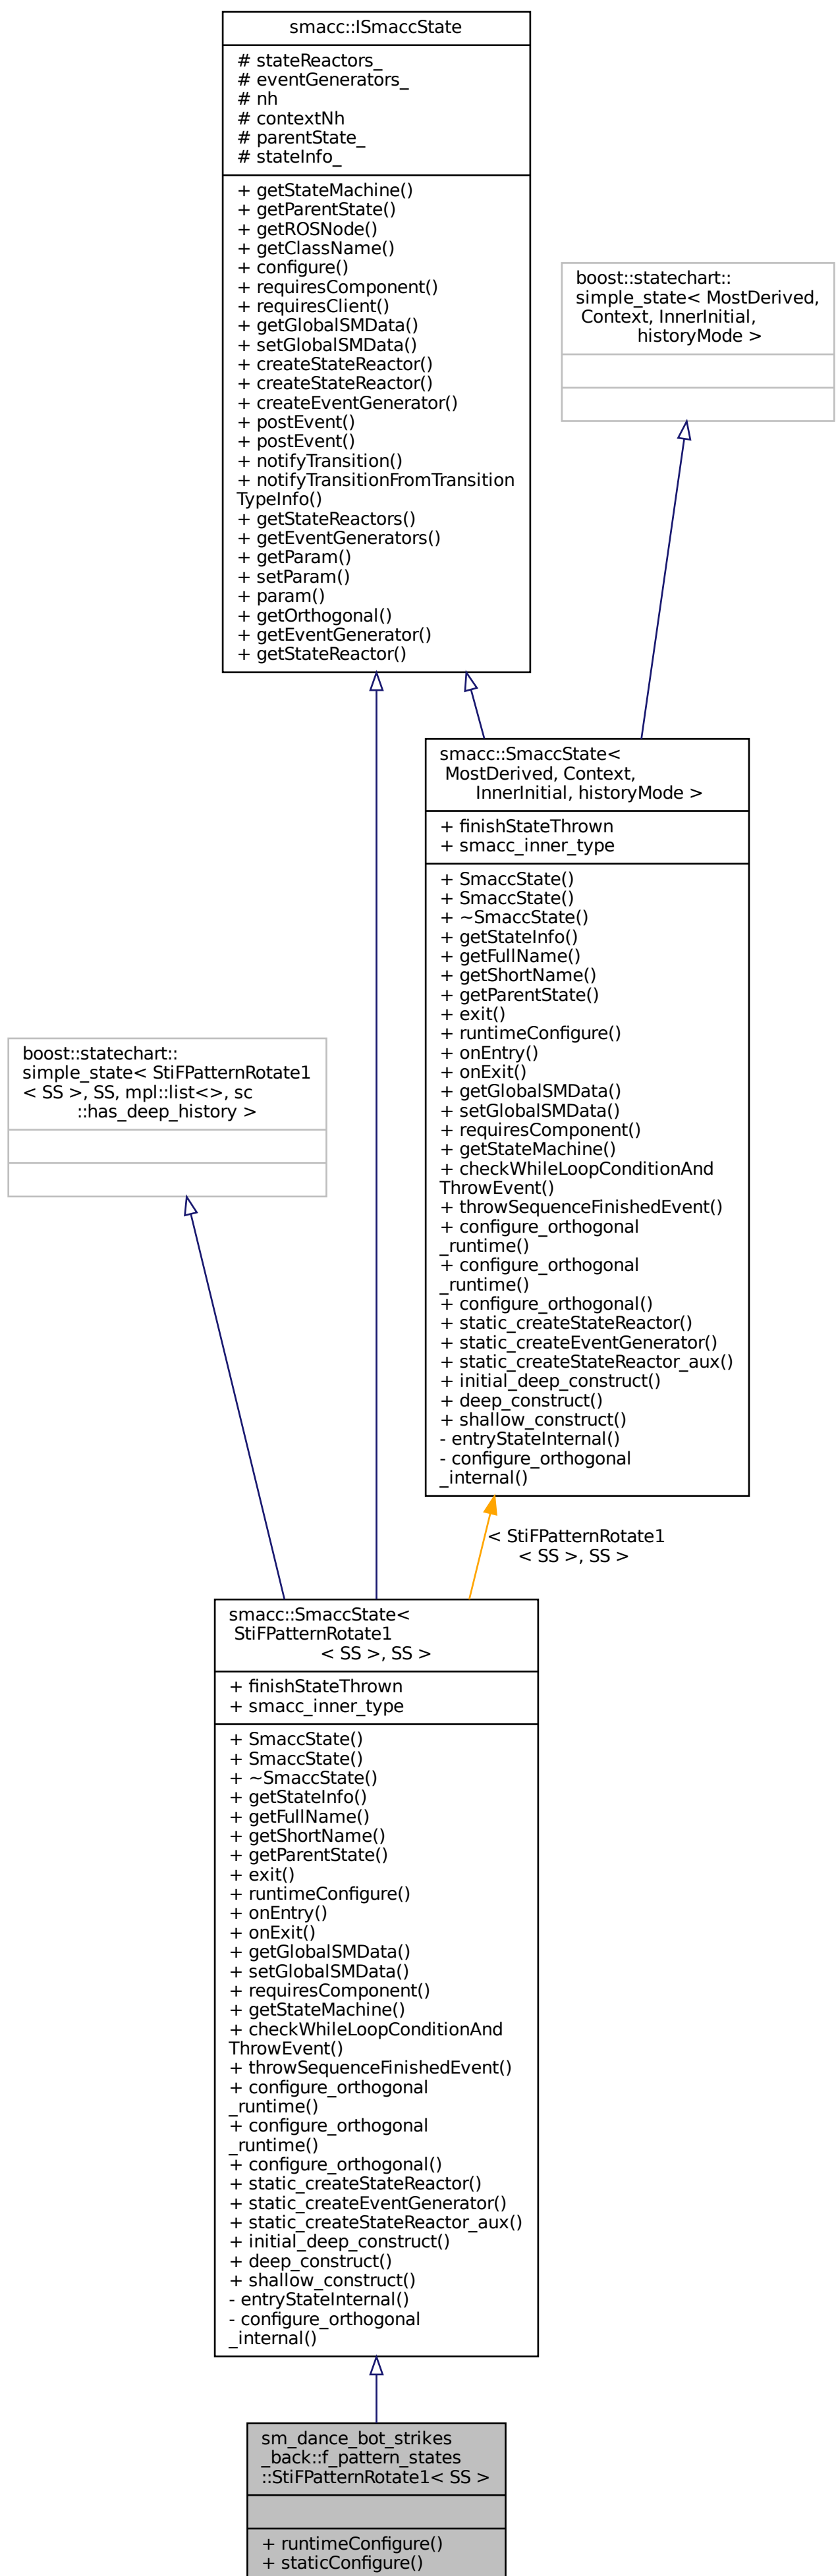 smacc::ISmaccState
# stateReactors_
# eventGenerators_
# nh
# contextNh
# parentState_
# stateInfo_
+ getStateMachine()
+ getParentState()
+ getROSNode()
+ getClassName()
+ configure()
+ requiresComponent()
+ requiresClient()
+ getGlobalSMData()
+ setGlobalSMData()
+ createStateReactor()
+ createStateReactor()
+ createEventGenerator()
+ postEvent()
+ postEvent()
+ notifyTransition()
+ notifyTransitionFromTransition
TypeInfo()
+ getStateReactors()
+ getEventGenerators()
+ getParam()
+ setParam()
+ param()
+ getOrthogonal()
+ getEventGenerator()
+ getStateReactor()
boost::statechart::
simple_state< MostDerived,
Context, InnerInitial,
historyMode >
smacc::SmaccState<
MostDerived, Context,
InnerInitial, historyMode >
+ finishStateThrown
+ smacc_inner_type
+ SmaccState()
+ SmaccState()
+ ~SmaccState()
+ getStateInfo()
+ getFullName()
+ getShortName()
+ getParentState()
+ exit()
+ runtimeConfigure()
+ onEntry()
+ onExit()
+ getGlobalSMData()
+ setGlobalSMData()
+ requiresComponent()
+ getStateMachine()
+ checkWhileLoopConditionAnd
ThrowEvent()
+ throwSequenceFinishedEvent()
+ configure_orthogonal
_runtime()
+ configure_orthogonal
_runtime()
+ configure_orthogonal()
+ static_createStateReactor()
+ static_createEventGenerator()
+ static_createStateReactor_aux()
+ initial_deep_construct()
+ deep_construct()
+ shallow_construct()
- entryStateInternal()
- configure_orthogonal
_internal()
boost::statechart::
simple_state< StiFPatternRotate1
< SS >, SS, mpl::list<>, sc
::has_deep_history >
< StiFPatternRotate1
< SS >, SS >
smacc::SmaccState<
StiFPatternRotate1
< SS >, SS >
+ finishStateThrown
+ smacc_inner_type
+ SmaccState()
+ SmaccState()
+ ~SmaccState()
+ getStateInfo()
+ getFullName()
+ getShortName()
+ getParentState()
+ exit()
+ runtimeConfigure()
+ onEntry()
+ onExit()
+ getGlobalSMData()
+ setGlobalSMData()
+ requiresComponent()
+ getStateMachine()
+ checkWhileLoopConditionAnd
ThrowEvent()
+ throwSequenceFinishedEvent()
+ configure_orthogonal
_runtime()
+ configure_orthogonal
_runtime()
+ configure_orthogonal()
+ static_createStateReactor()
+ static_createEventGenerator()
+ static_createStateReactor_aux()
+ initial_deep_construct()
+ deep_construct()
+ shallow_construct()
- entryStateInternal()
- configure_orthogonal
_internal()
sm_dance_bot_strikes
_back::f_pattern_states
::StiFPatternRotate1< SS >
+ runtimeConfigure()
+ staticConfigure()